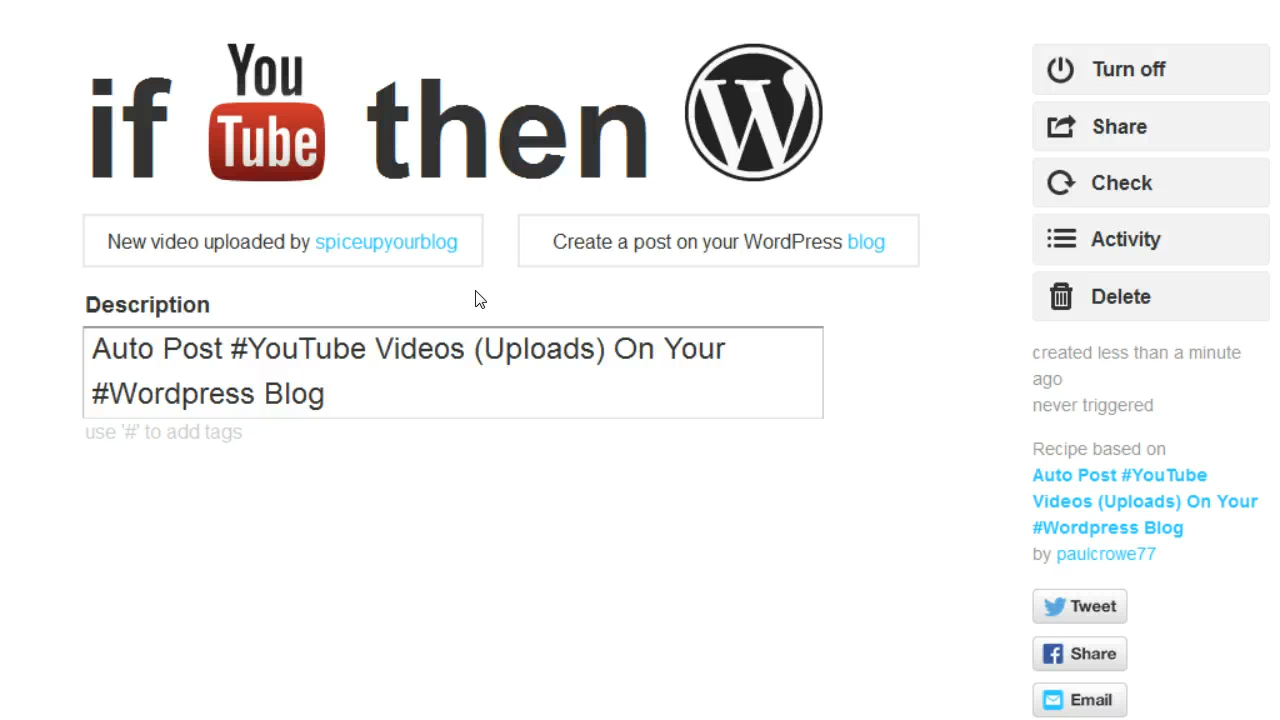 if You Tube then W
New video uploaded by spiceupyourblog
Create a post on your WordPress blog
Description
Auto Post #YouTube Videos (Uploads) On Your
#Wordpress Blog
use '#' to add tags
Turn off
Share
Check
Activity
Delete
created less than a minute
ago
never triggered
Recipe based on
Auto Post #YouTube
Videos (Uploads) On Your
#Wordpress Blog
by paulcrowe77
Tweet
Share
Email